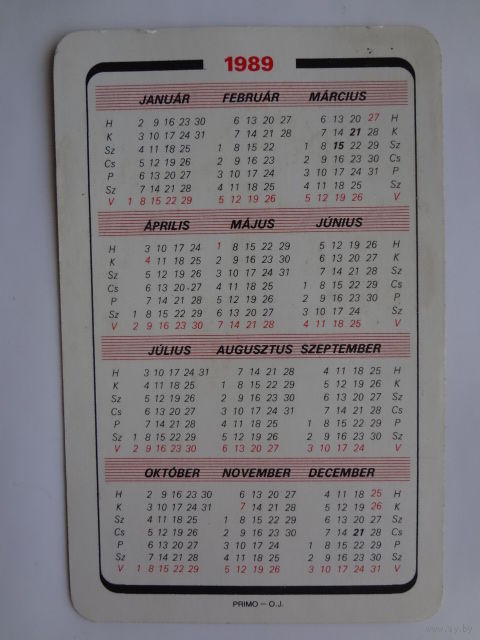 1989
JANUÁR FEBRUÁR MÁRCIUS
H 2 9 16 23 30 6 13 20 27 6 13 20 27 H
K 3 10 17 24 31 7 14 21 28 7 14 21 28 K
Sz 4 11 18 25 1 8 15 22 1 8 15 22 29 Sz
Cs 5 12 19 26 2 9 16 23 2 9 16 23 30 Cs
P 6 13 20 27 3 10 17 24 3 10 17 24 31 P
Sz 7 14 21 28 4 11 18 25 4 11 18 25 Sz
V 1 8 15 22 29 5 12 19 26 5 12 19 26 V
ÁPRILIS MÁJUS JÚNIUS
H 3 10 17 24 1 8 15 22 29 5 12 19 26 H
K 4 11 18 25 2 9 16 23 30 6 13 20 27 K
Sz 5 12 19 26 3 10 17 24 31 7 14 21 28 Sz
Cs 6 13 20 27 4 11 18 25 1 8 15 22 29 Cs
P 7 14 21 28 5 12 19 26 2 9 16 23 30 P
Sz 1 8 15 22 29 6 13 20 27 3 10 17 24 Sz
V 2 9 16 23 30 7 14 21 28 4 11 18 25 V
JÚLIUS AUGUSZTUS SZEPTEMBER
H 3 10 17 24 31 7 14 21 28 4 11 18 25 H
K 4 11 18 25 1 8 15 22 29 5 12 19 26 K
Sz 5 12 19 26 2 9 16 23 30 6 13 20 27 Sz
Cs 6 13 20 27 3 10 17 24 31 7 14 21 28 Cs
P 7 14 21 28 4 11 18 25 1 8 15 22 29 P
Sz 1 8 15 22 29 5 12 19 26 2 9 16 23 30 Sz
V 2 9 16 23 30 6 13 20 27 3 10 17 24 V
OKTÓBER NOVEMBER DECEMBER
H 2 9 16 23 30 6 13 20 27 4 11 18 25 H
K 3 10 17 24 31 7 14 21 28 5 12 19 26 K
Sz 4 11 18 25 1 8 15 22 29 6 13 20 27 Sz
Cs 5 12 19 26 2 9 16 23 30 7 14 21 28 Cs
P 6 13 20 27 3 10 17 24 1 8 15 22 29 P
Sz 7 14 21 28 4 11 18 25 2 9 16 23 30 Sz
V 1 8 15 22 29 5 12 19 26 3 10 17 24 31 V
PRIMO — O.J.
www.ay.by